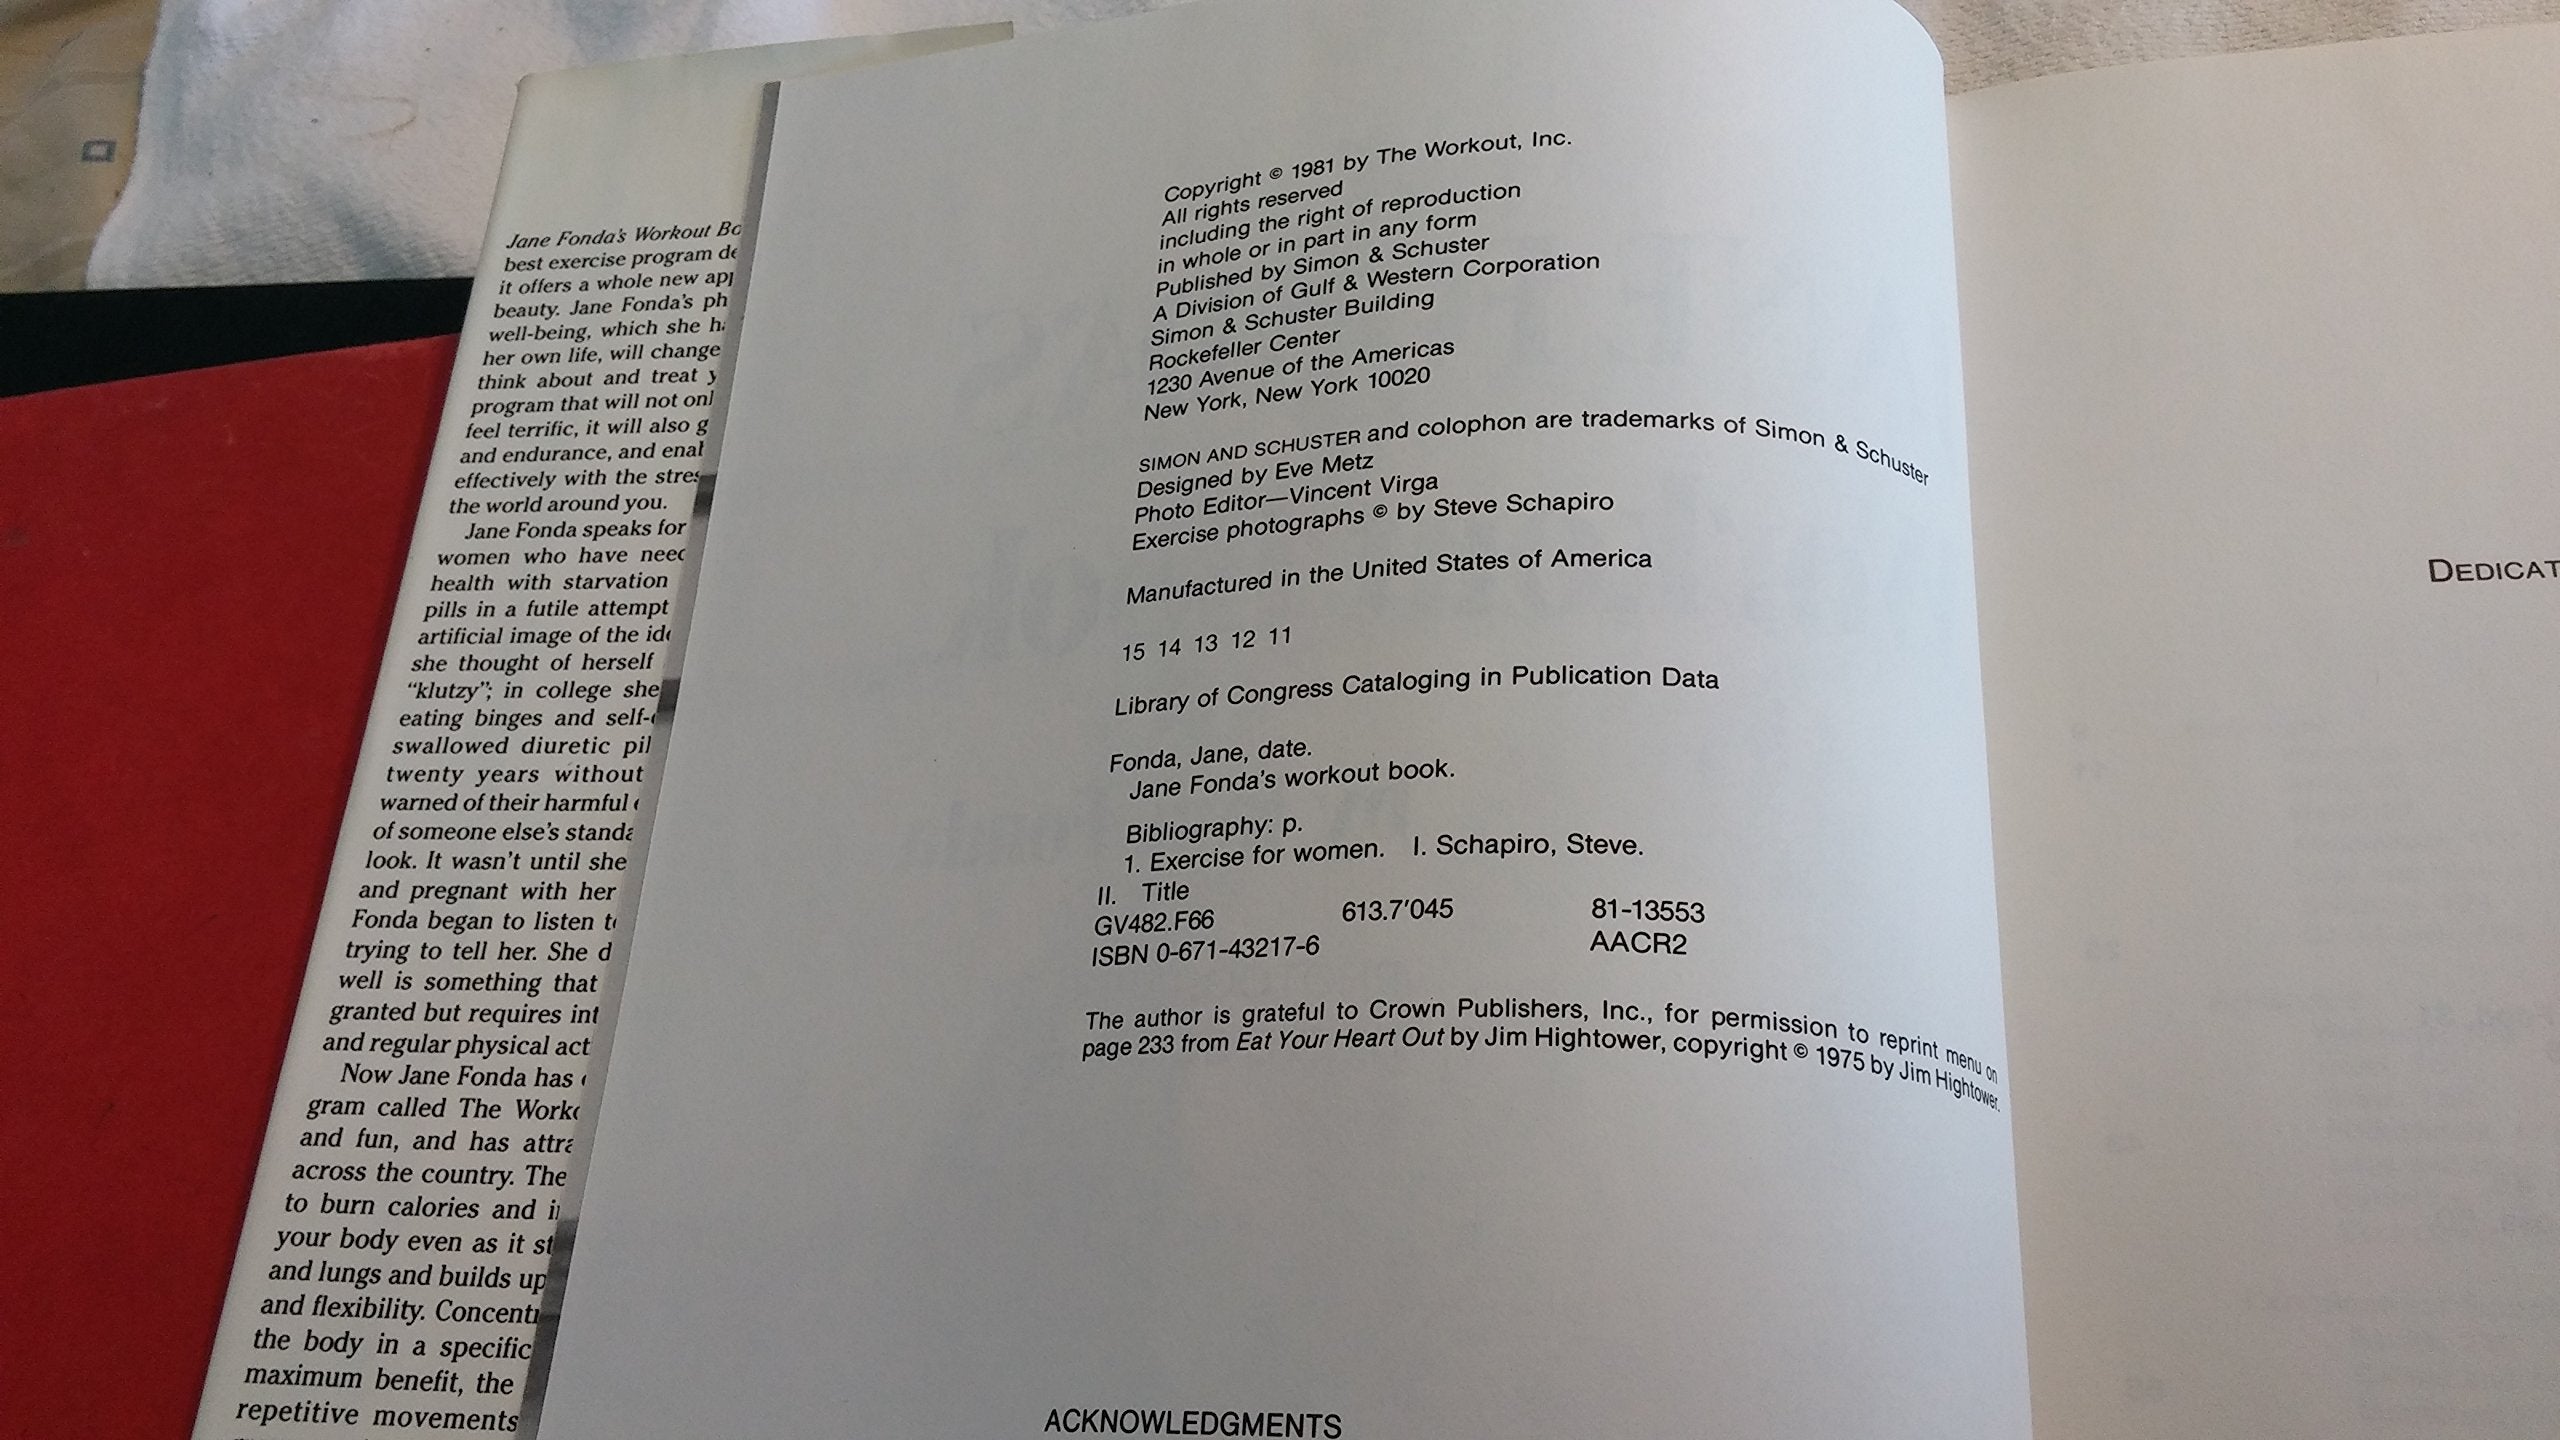 Jane Fonda's Workout
best exercise program
it offers a whole new
beauty. Jane Fonda's
well-being, which she
her own life, will change
think about and treat
program that will not
feel terrific, it will also
and endurance, and
effectively with the
the world around you.
Jane Fonda speaks for
women who have
health with starvation
pills in a futile attempt
artificial image of the
she thought of herself
“klutzy”; in college she
eating binges and
swallowed diuretic
twenty years without
warned of their harmful
of someone else's
look. It wasn't until she
and pregnant with her
Fonda began to listen
trying to tell her. She
well is something that
granted but requires
and regular physical
Now Jane Fonda has
gram called The
and fun, and has
across the country. The
to burn calories and
your body even as it
and lungs and builds up
and flexibility.
the body in a specific
maximum benefit, the
repetitive movements
Copyright © 1981 by The Workout, Inc.
All rights reserved
including the right of reproduction
in whole or in part in any form
Published by Simon & Schuster
A Division of Gulf & Western Corporation
Simon & Schuster Building
Rockefeller Center
1230 Avenue of the Americas
New York, New York 10020
SIMON AND SCHUSTER and colophon are trademarks of Simon & Schuster
Designed by Eve Metz
Photo Editor—Vincent Virga
Exercise photographs © by Steve Schapiro
Manufactured in the United States of America
15 14 13 12 11
Library of Congress Cataloging in Publication Data
Fonda, Jane, date.
Jane Fonda's workout book.
Bibliography: p.
1. Exercise for women. I. Schapiro, Steve.
II. Title
GV482.F66 613.7′045 81-13553
ISBN 0-671-43217-6 AACR2
The author is grateful to Crown Publishers, Inc., for permission to reprint menu on
page 233 from Eat Your Heart Out by Jim Hightower, copyright © 1975 by Jim Hightower.
ACKNOWLEDGMENTS